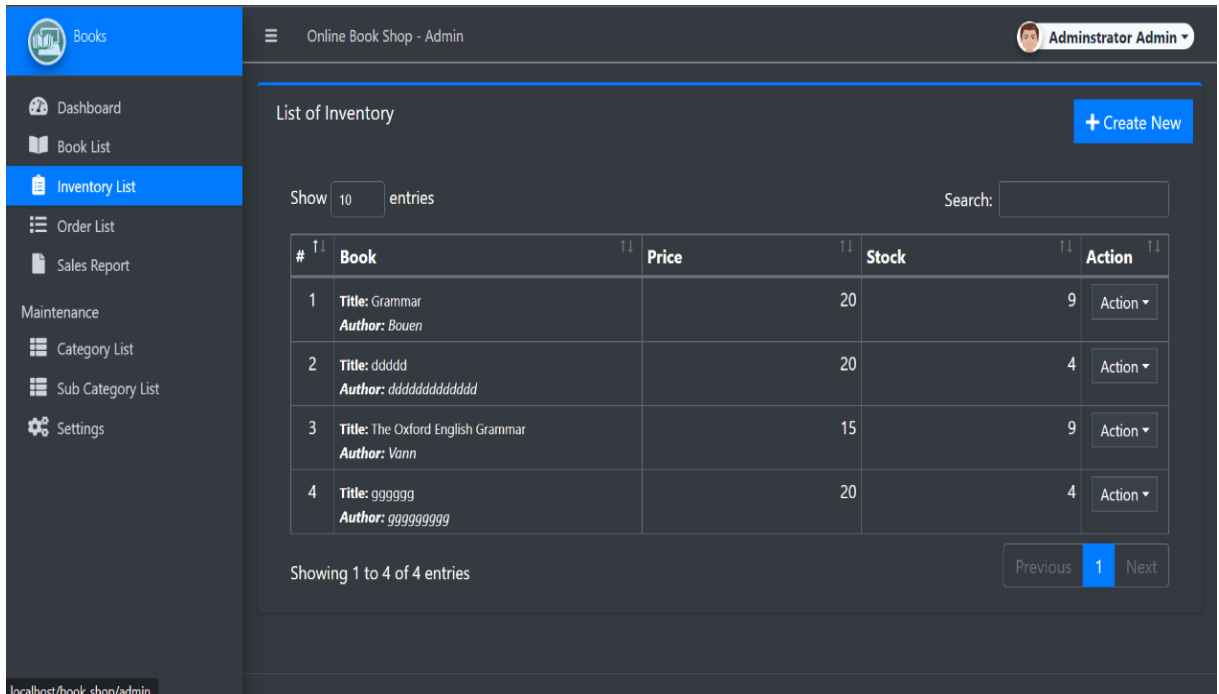 Books
Online Book Shop - Admin
Adminstrator Admin
Dashboard
Book List
Inventory List
Order List
Sales Report
Maintenance
Category List
Sub Category List
Settings
List of Inventory
Create New
Show 10 entries
Search:
# Book Price Stock Action
1 Title: Grammar 20 9 Action
Author: Bouen
2 Title: ddddd 20 4 Action
Author: dddddddddddd
3 Title: The Oxford English Grammar 15 9 Action
Author: Vann
4 Title: gggggg 20 4 Action
Author: ggggggggg
Showing 1 to 4 of 4 entries
Previous 1 Next
localhost/book_shop/admin